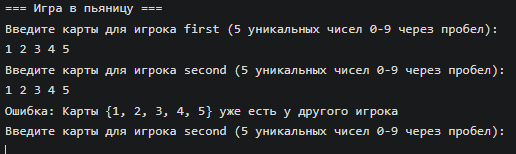 === Игра в пьяницу ===
Введите карты для игрока first (5 уникальных чисел 0-9 через пробел):
1 2 3 4 5
Введите карты для игрока second (5 уникальных чисел 0-9 через пробел):
1 2 3 4 5
Ошибка: Карты {1, 2, 3, 4, 5} уже есть у другого игрока
Введите карты для игрока second (5 уникальных чисел 0-9 через пробел):